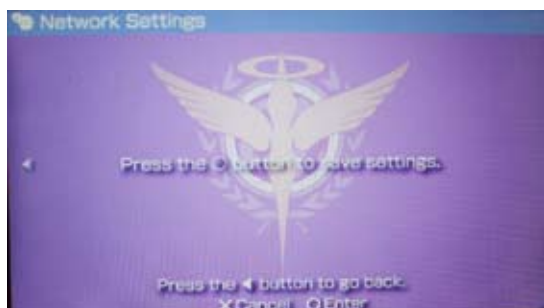 Network Settings
Press the ○ button to save settings.
Press the ◀ button to go back.
✕ Cancel ○ Enter